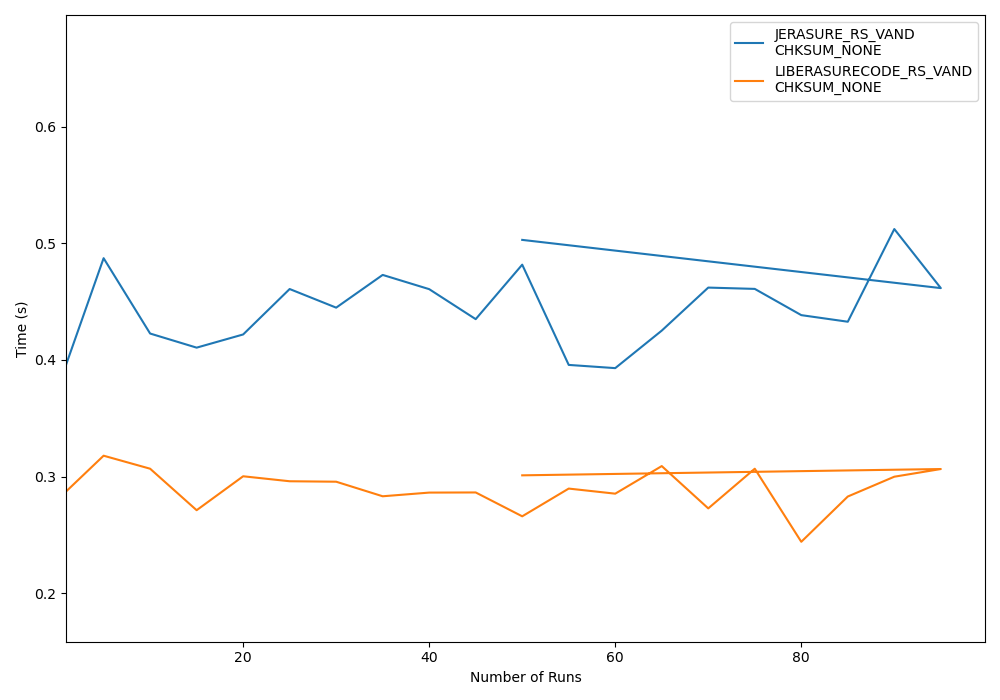 JERASURE_RS_VAND
CHKSUM_NONE
LIBERASURECODE_RS_VAND
CHKSUM_NONE
0.6
0.5
0.4
0.3
0.2
Time (s)
20 40 60 80
Number of Runs